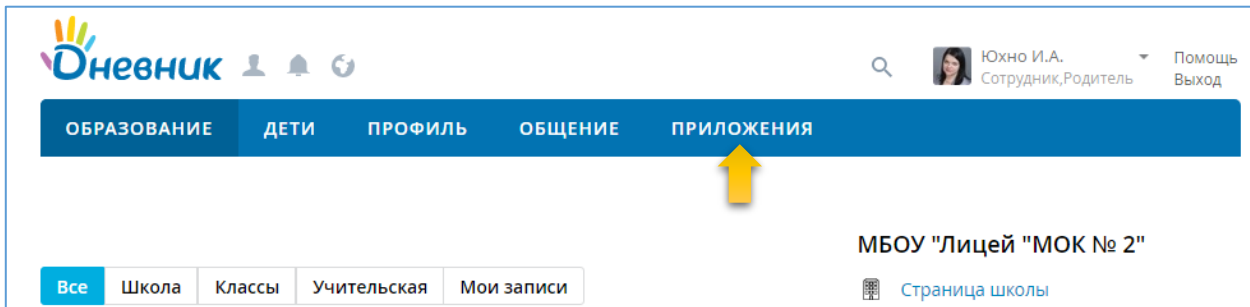 Дневник
Юхно И.А.
Сотрудник,Родитель
Помощь
Выход
ОБРАЗОВАНИЕ ДЕТИ ПРОФИЛЬ ОБЩЕНИЕ ПРИЛОЖЕНИЯ
МБОУ "Лицей "МОК № 2"
Все Школа Классы Учительская Мои записи
Страница школы